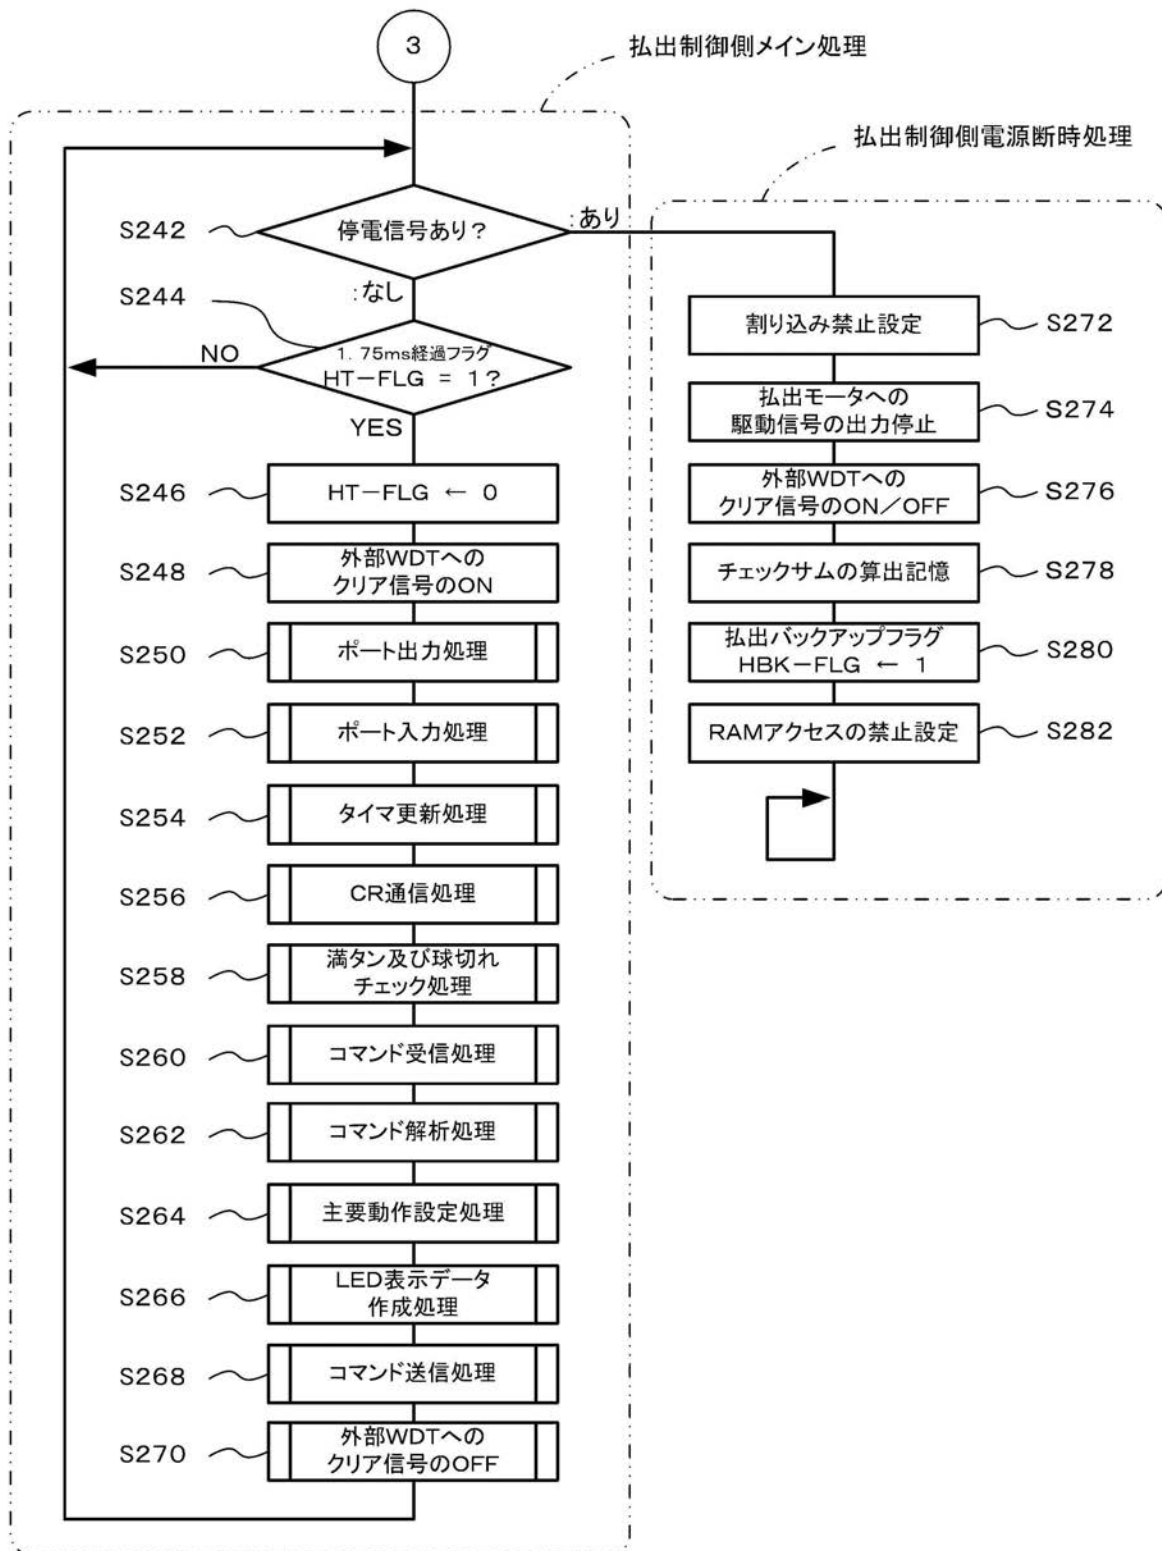 3
払出制御側メイン処理
払出制御側電源断時処理
S242
停電信号あり?
:あり
:なし
S244
1.75ms経過フラグ
HT-FLG = 1?
NO
YES
S246
HT-FLG ← 0
S248
外部WDTへの
クリア信号のON
S250
ポート出力処理
S252
ポート入力処理
S254
タイマ更新処理
S256
CR通信処理
S258
満タン及び球切れ
チェック処理
S260
コマンド受信処理
S262
コマンド解析処理
S264
主要動作設定処理
S266
LED表示データ
作成処理
S268
コマンド送信処理
S270
外部WDTへの
クリア信号のOFF
割り込み禁止設定
S272
払出モータへの
駆動信号の出力停止
S274
外部WDTへの
クリア信号のON/OFF
S276
チェックサムの算出記憶
S278
払出バックアップフラグ
HBK-FLG ← 1
S280
RAMアクセスの禁止設定
S282